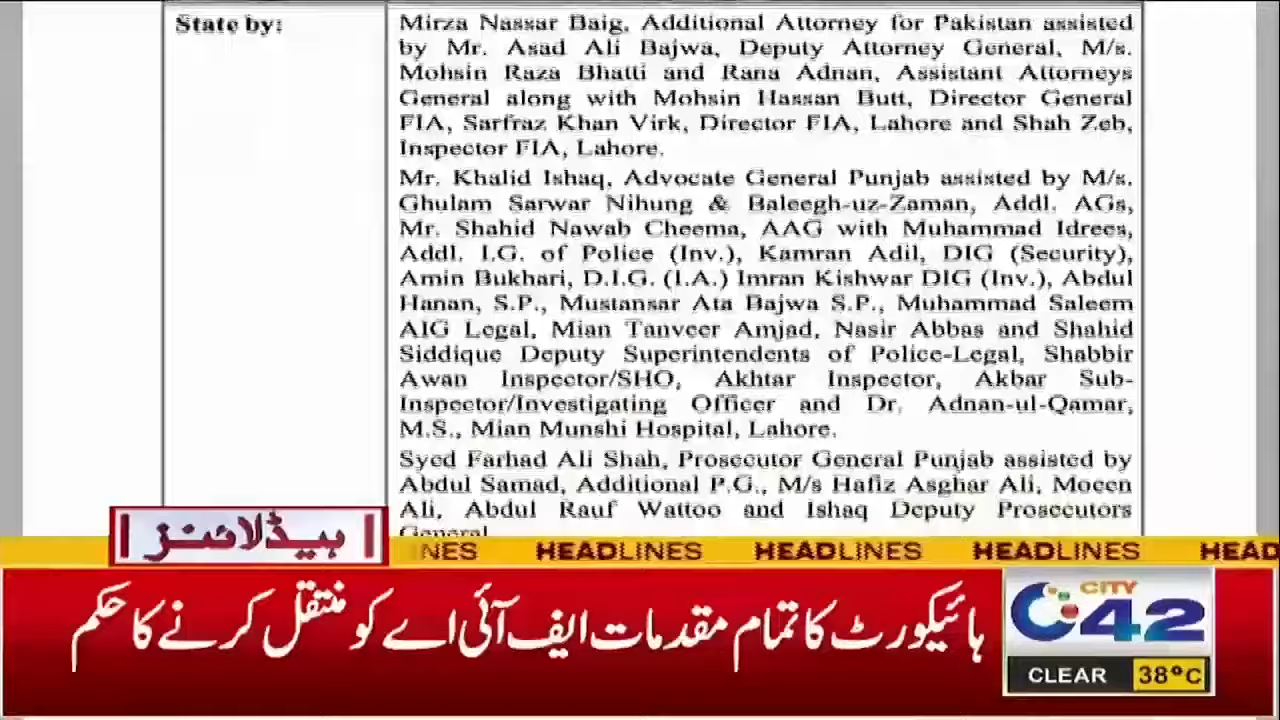 State by:
Mirza Nassar Baig, Additional Attorney for Pakistan assisted
by Mr. Asad Ali Bajwa, Deputy Attorney General, M/s.
Mohsin Raza Bhatti and Rana Adnan, Assistant Attorneys
General along with Mohsin Hassan Butt, Director General
FIA, Sarfraz Khan Virk, Director FIA, Lahore and Shah Zeb,
Inspector FIA, Lahore.
Mr. Khalid Ishaq, Advocate General Punjab assisted by M/s.
Ghulam Sarwar Nihung & Baleegh-uz-Zaman, Addl. AGs,
Mr. Shahid Nawab Cheema, AAG with Muhammad Idrees,
Addl. I.G. of Police (Inv.), Kamran Adil, DIG (Security),
Amin Bukhari, D.I.G. (I.A.) Imran Kishwar DIG (Inv.), Abdul
Hanan, S.P., Mustansar Ata Bajwa S.P., Muhammad Saleem
AIG Legal, Mian Tanveer Amjad, Nasir Abbas and Shahid
Siddique Deputy Superintendents of Police-Legal, Shabbir
Awan Inspector/SHO, Akhtar Inspector, Akbar Sub-
Inspector/Investigating Officer and Dr. Adnan-ul-Qamar,
M.S., Mian Munshi Hospital, Lahore.
Syed Farhad Ali Shah, Prosecutor General Punjab assisted by
Abdul Samad, Additional P.G., M/s Hafiz Asghar Ali, Moeen
Ali, Abdul Rauf Wattoo and Ishaq Deputy Prosecutors
General
ہیڈلائنز
INES HEADLINES HEADLINES HEADLINES HEAD
ہائیکورٹ کا تمام مقدمات ایف آئی اے کو منتقل کرنے کا حکم
CITY
42
CLEAR 38°C